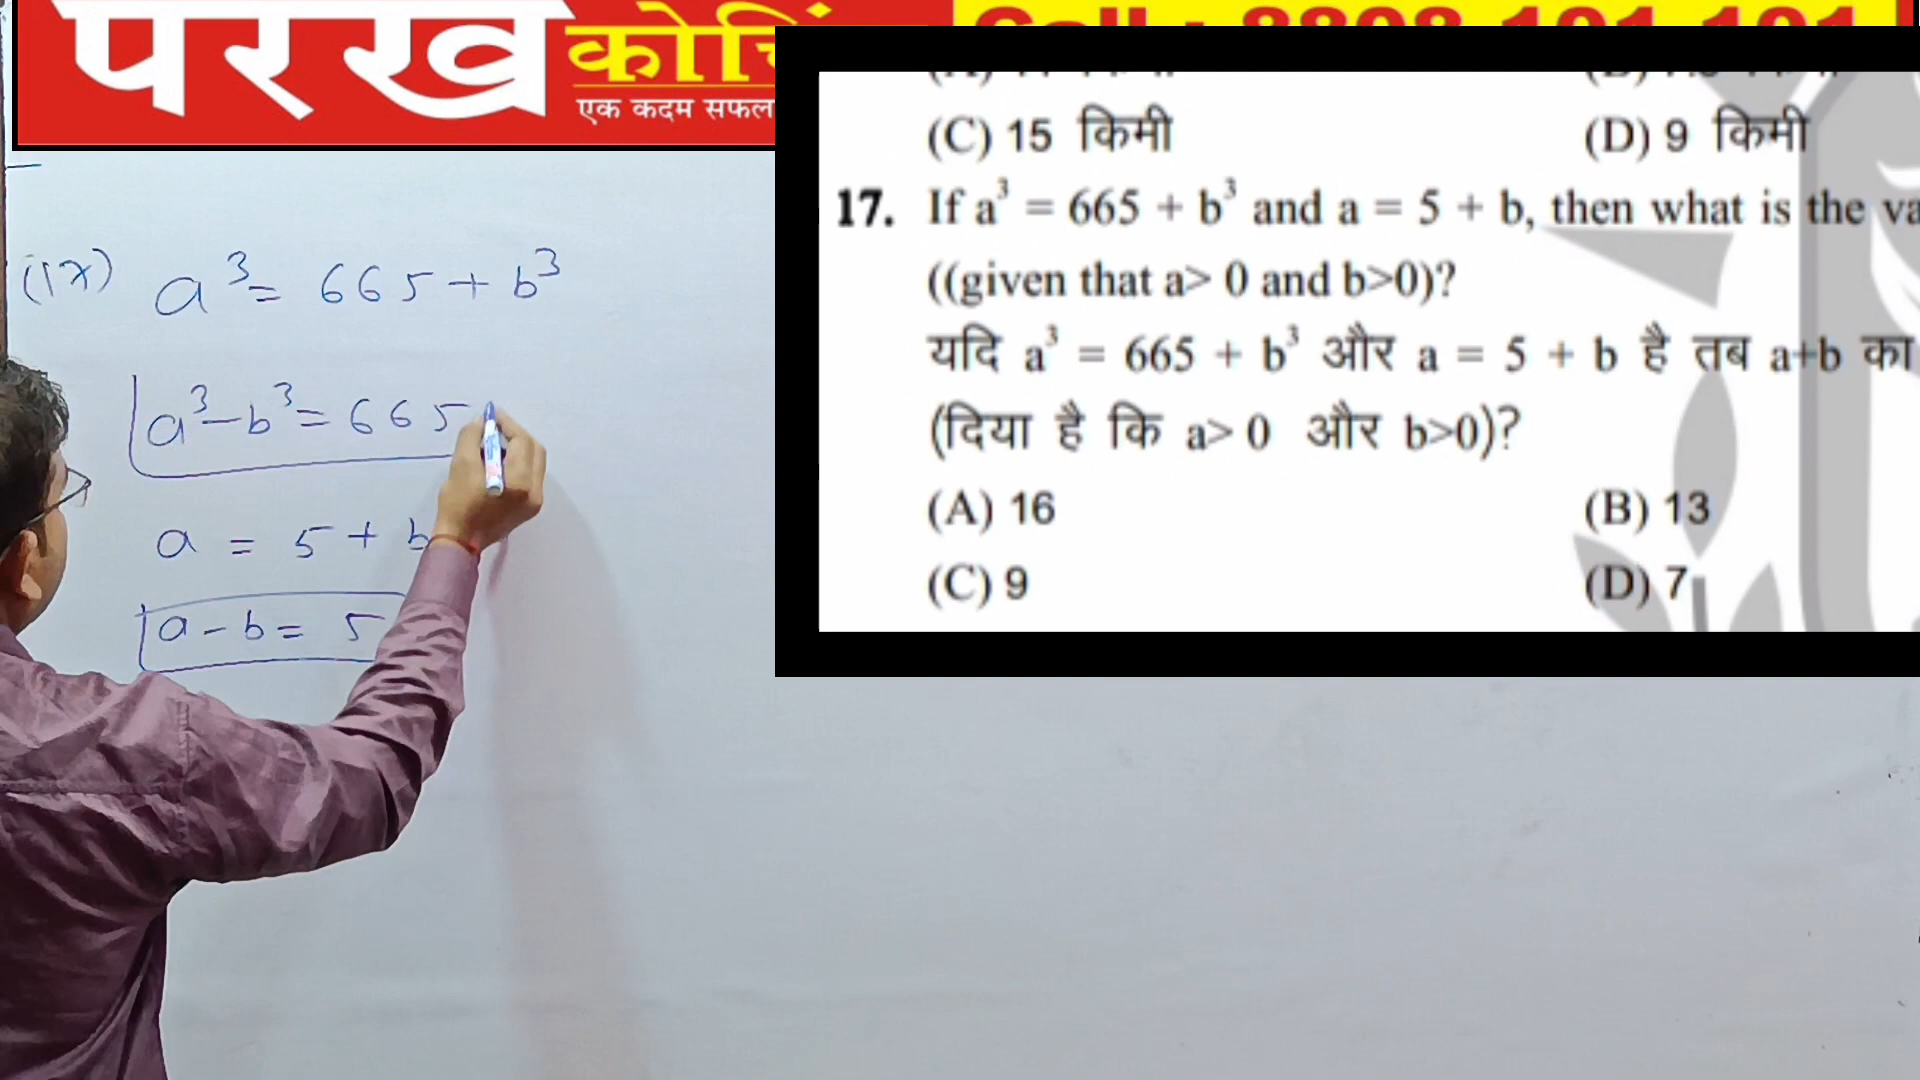 परख कोचिं
एक कदम सफल
(C) 15 किमी (D) 9 किमी
17. If a³ = 665 + b³ and a = 5 + b, then what is the va
((given that a> 0 and b>0)?
यदि a³ = 665 + b³ और a = 5 + b है तब a+b का
(दिया है कि a> 0 और b>0)?
(A) 16 (B) 13
(C) 9 (D) 7
(17) a³ = 665 + b³
a³-b³ = 665
a = 5 + b
a - b = 5